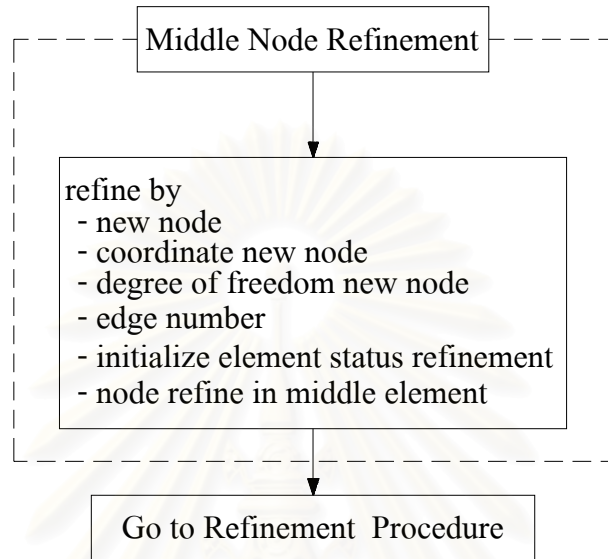 Middle Node Refinement
refine by
- new node
- coordinate new node
- degree of freedom new node
- edge number
- initialize element status refinement
- node refine in middle element
Go to Refinement Procedure